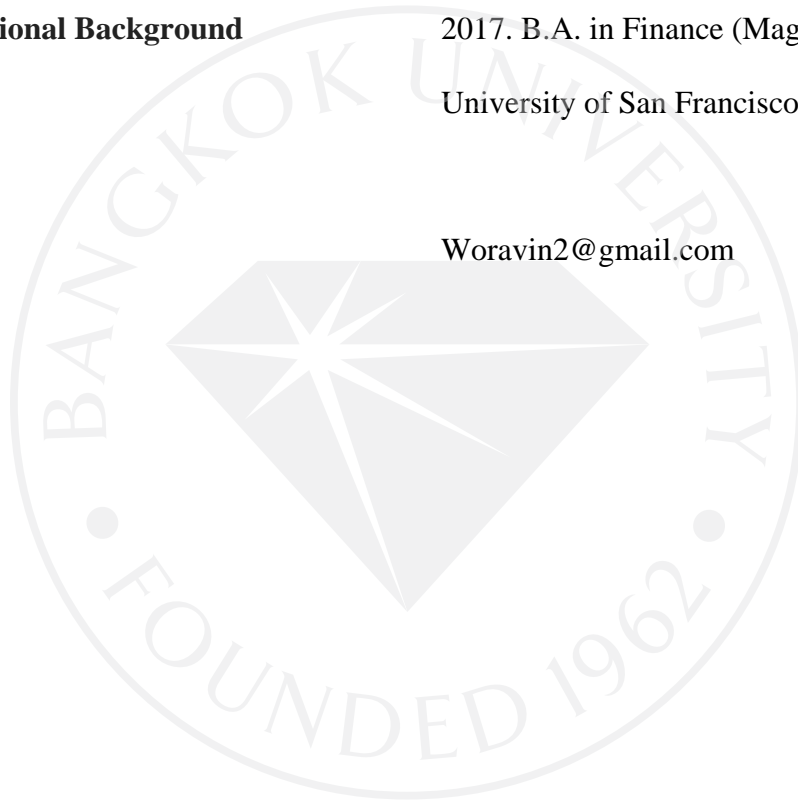 ional Background 2017. B.A. in Finance (Mag
University of San Francisco
Woravin2@gmail.com
BANGKOK UNIVERSITY
• FOUNDED 1962 •